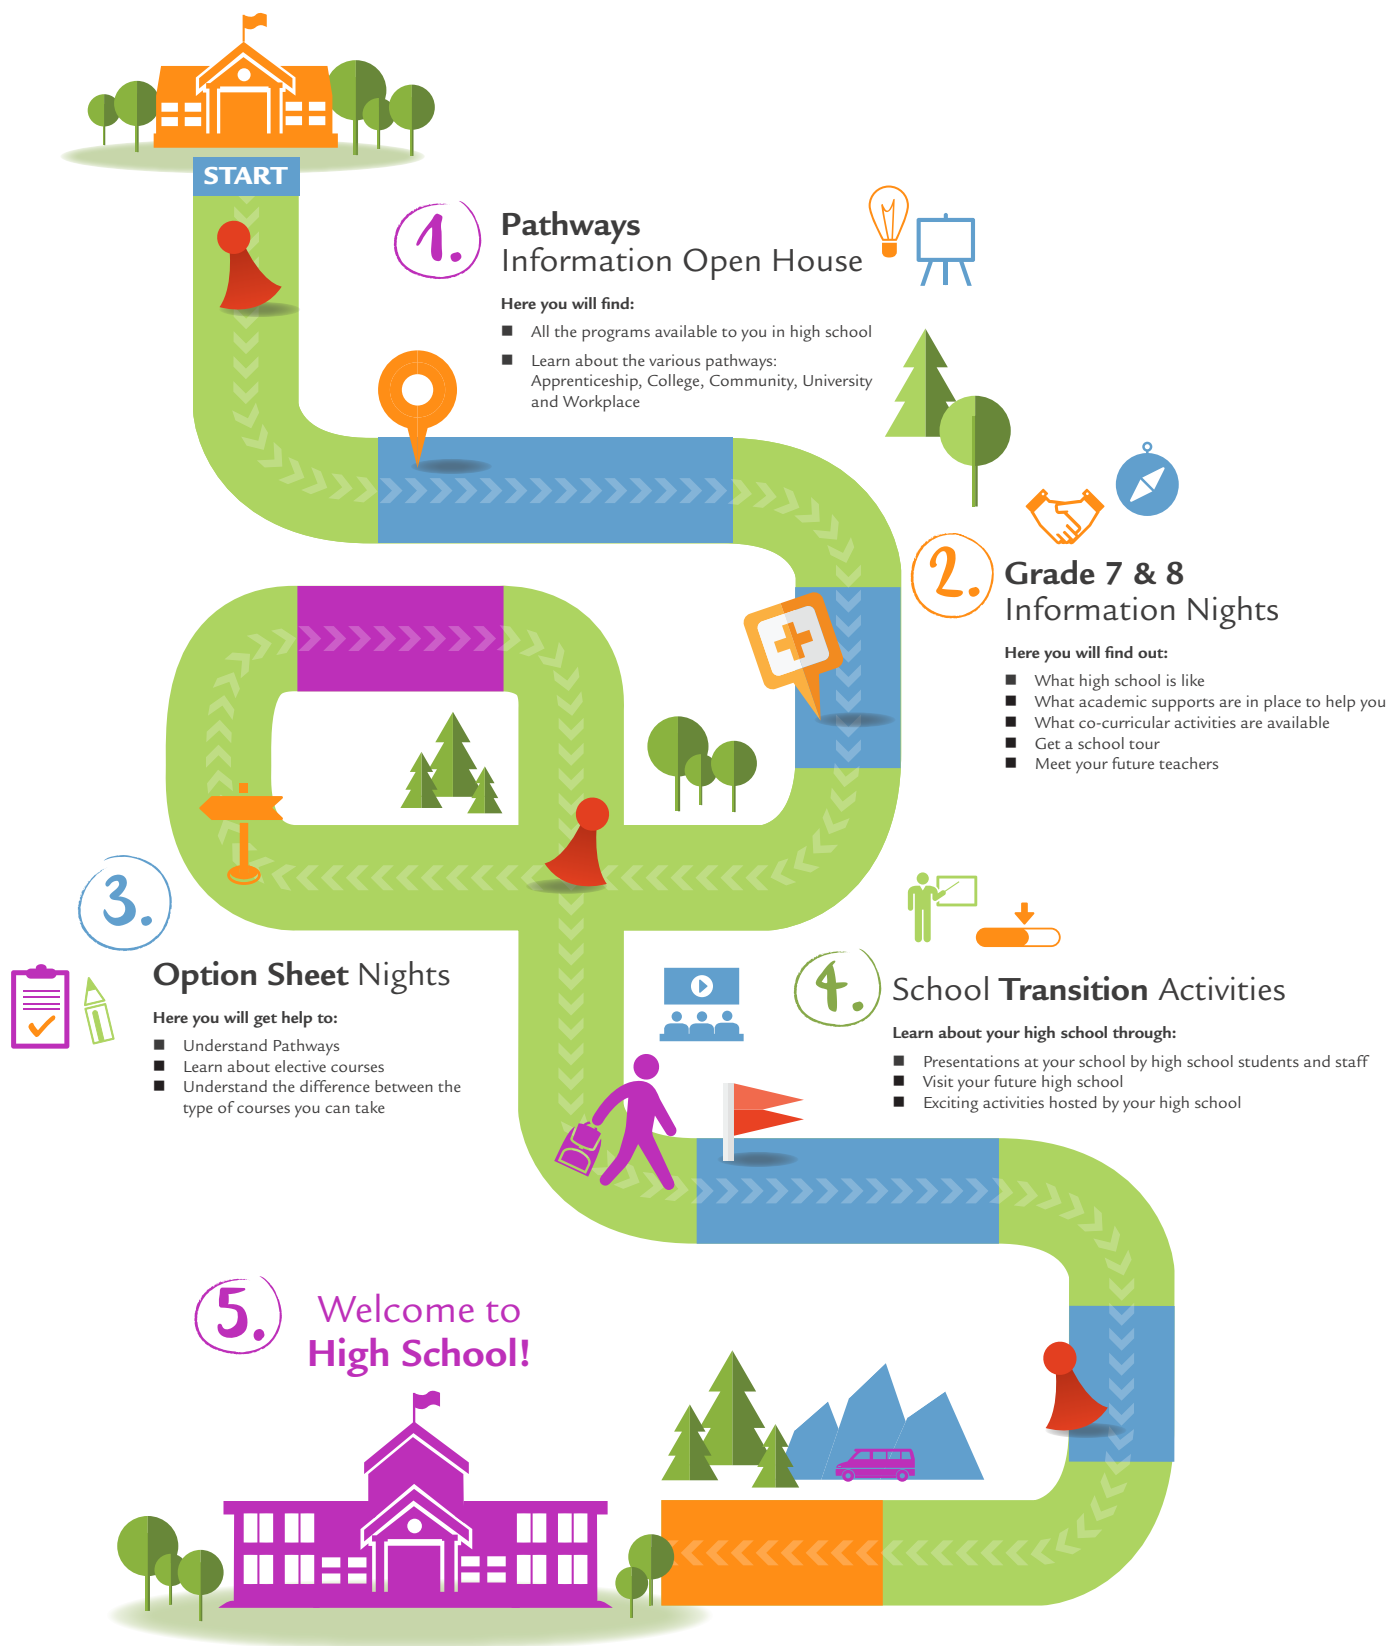 START
1.
Pathways
Information Open House
Here you will find:
■ All the programs available to you in high school
■ Learn about the various pathways:
Apprenticeship, College, Community, University
and Workplace
2.
Grade 7 & 8
Information Nights
Here you will find out:
■ What high school is like
■ What academic supports are in place to help you
■ What co-curricular activities are available
■ Get a school tour
■ Meet your future teachers
3.
Option Sheet Nights
Here you will get help to:
■ Understand Pathways
■ Learn about elective courses
■ Understand the difference between the
type of courses you can take
4.
School Transition Activities
Learn about your high school through:
■ Presentations at your school by high school students and staff
■ Visit your future high school
■ Exciting activities hosted by your high school
5.
Welcome to
High School!